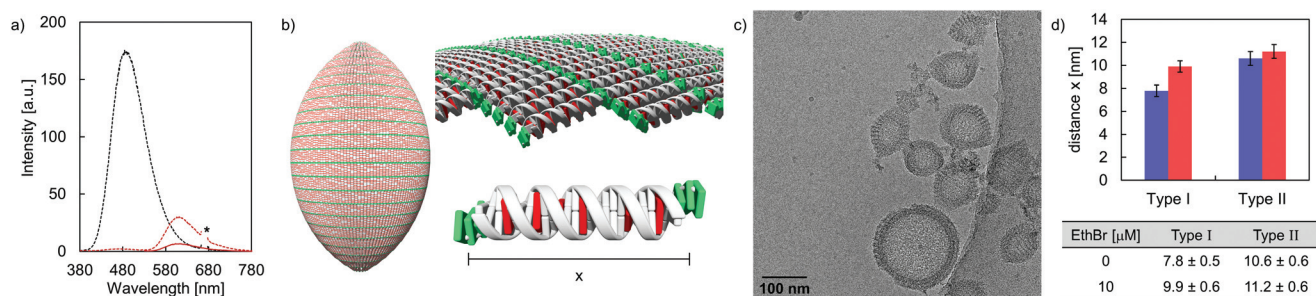 a)
200
150
100
50
0
Intensity [a.u.]
*
380 480 580 680 780
Wavelength [nm]
b)
x
c)
100 nm
d)
14
12
10
8
6
4
2
0
distance x [nm]
Type I Type II
EthBr [μM] Type I Type II
0 7.8 ± 0.5 10.6 ± 0.6
10 9.9 ± 0.6 11.2 ± 0.6